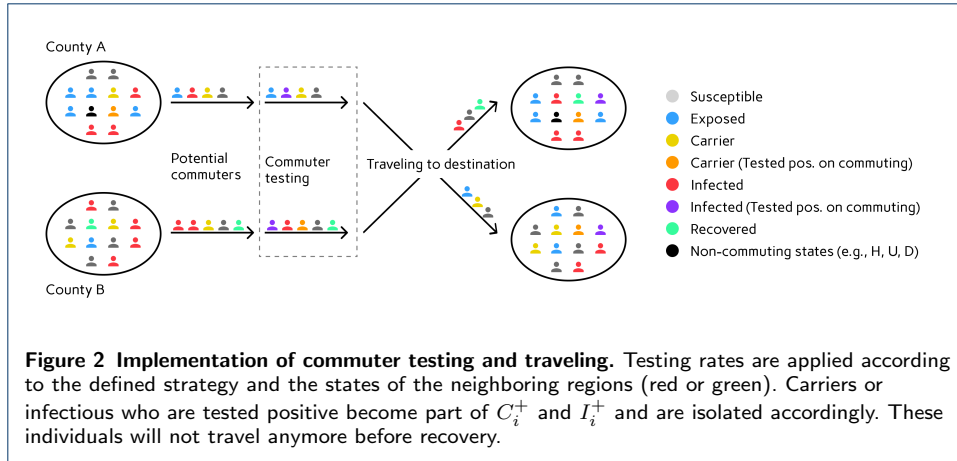 County A
Potential
commuters
Commuter
testing
Traveling to destination
County B
Susceptible
Exposed
Carrier
Carrier (Tested pos. on commuting)
Infected
Infected (Tested pos. on commuting)
Recovered
Non-commuting states (e.g., H, U, D)
Figure 2 Implementation of commuter testing and traveling. Testing rates are applied according
to the defined strategy and the states of the neighboring regions (red or green). Carriers or
infectious who are tested positive become part of C_i^+ and I_i^+ and are isolated accordingly. These
individuals will not travel anymore before recovery.